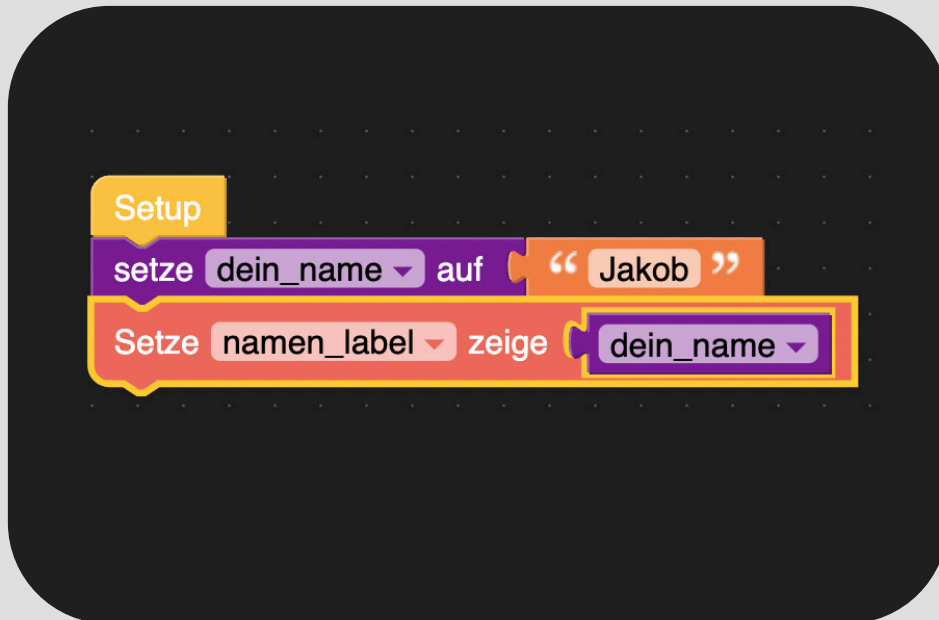 Setup
setze dein_name auf “ Jakob ”
Setze namen_label zeige dein_name